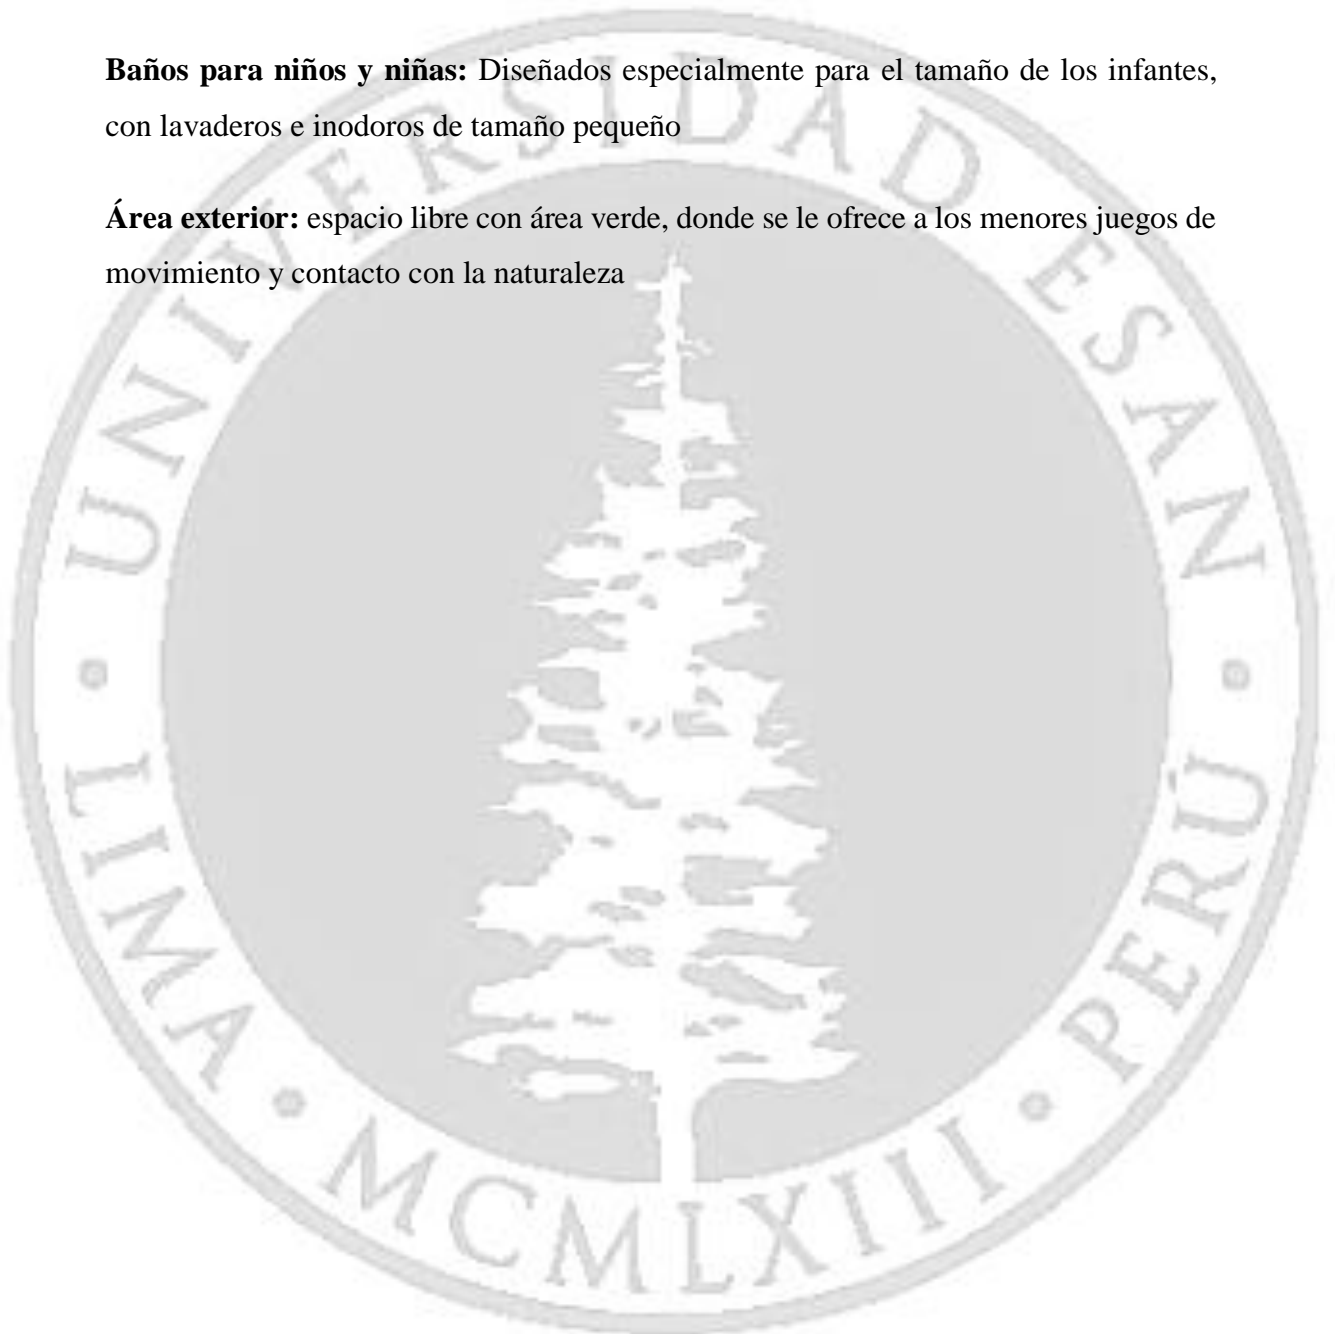 Baños para niños y niñas: Diseñados especialmente para el tamaño de los infantes,
con lavaderos e inodoros de tamaño pequeño
Área exterior: espacio libre con área verde, donde se le ofrece a los menores juegos de
movimiento y contacto con la naturaleza
UNIVERSIDAD ESAN
LIMA • MCMLXIII • PERÚ